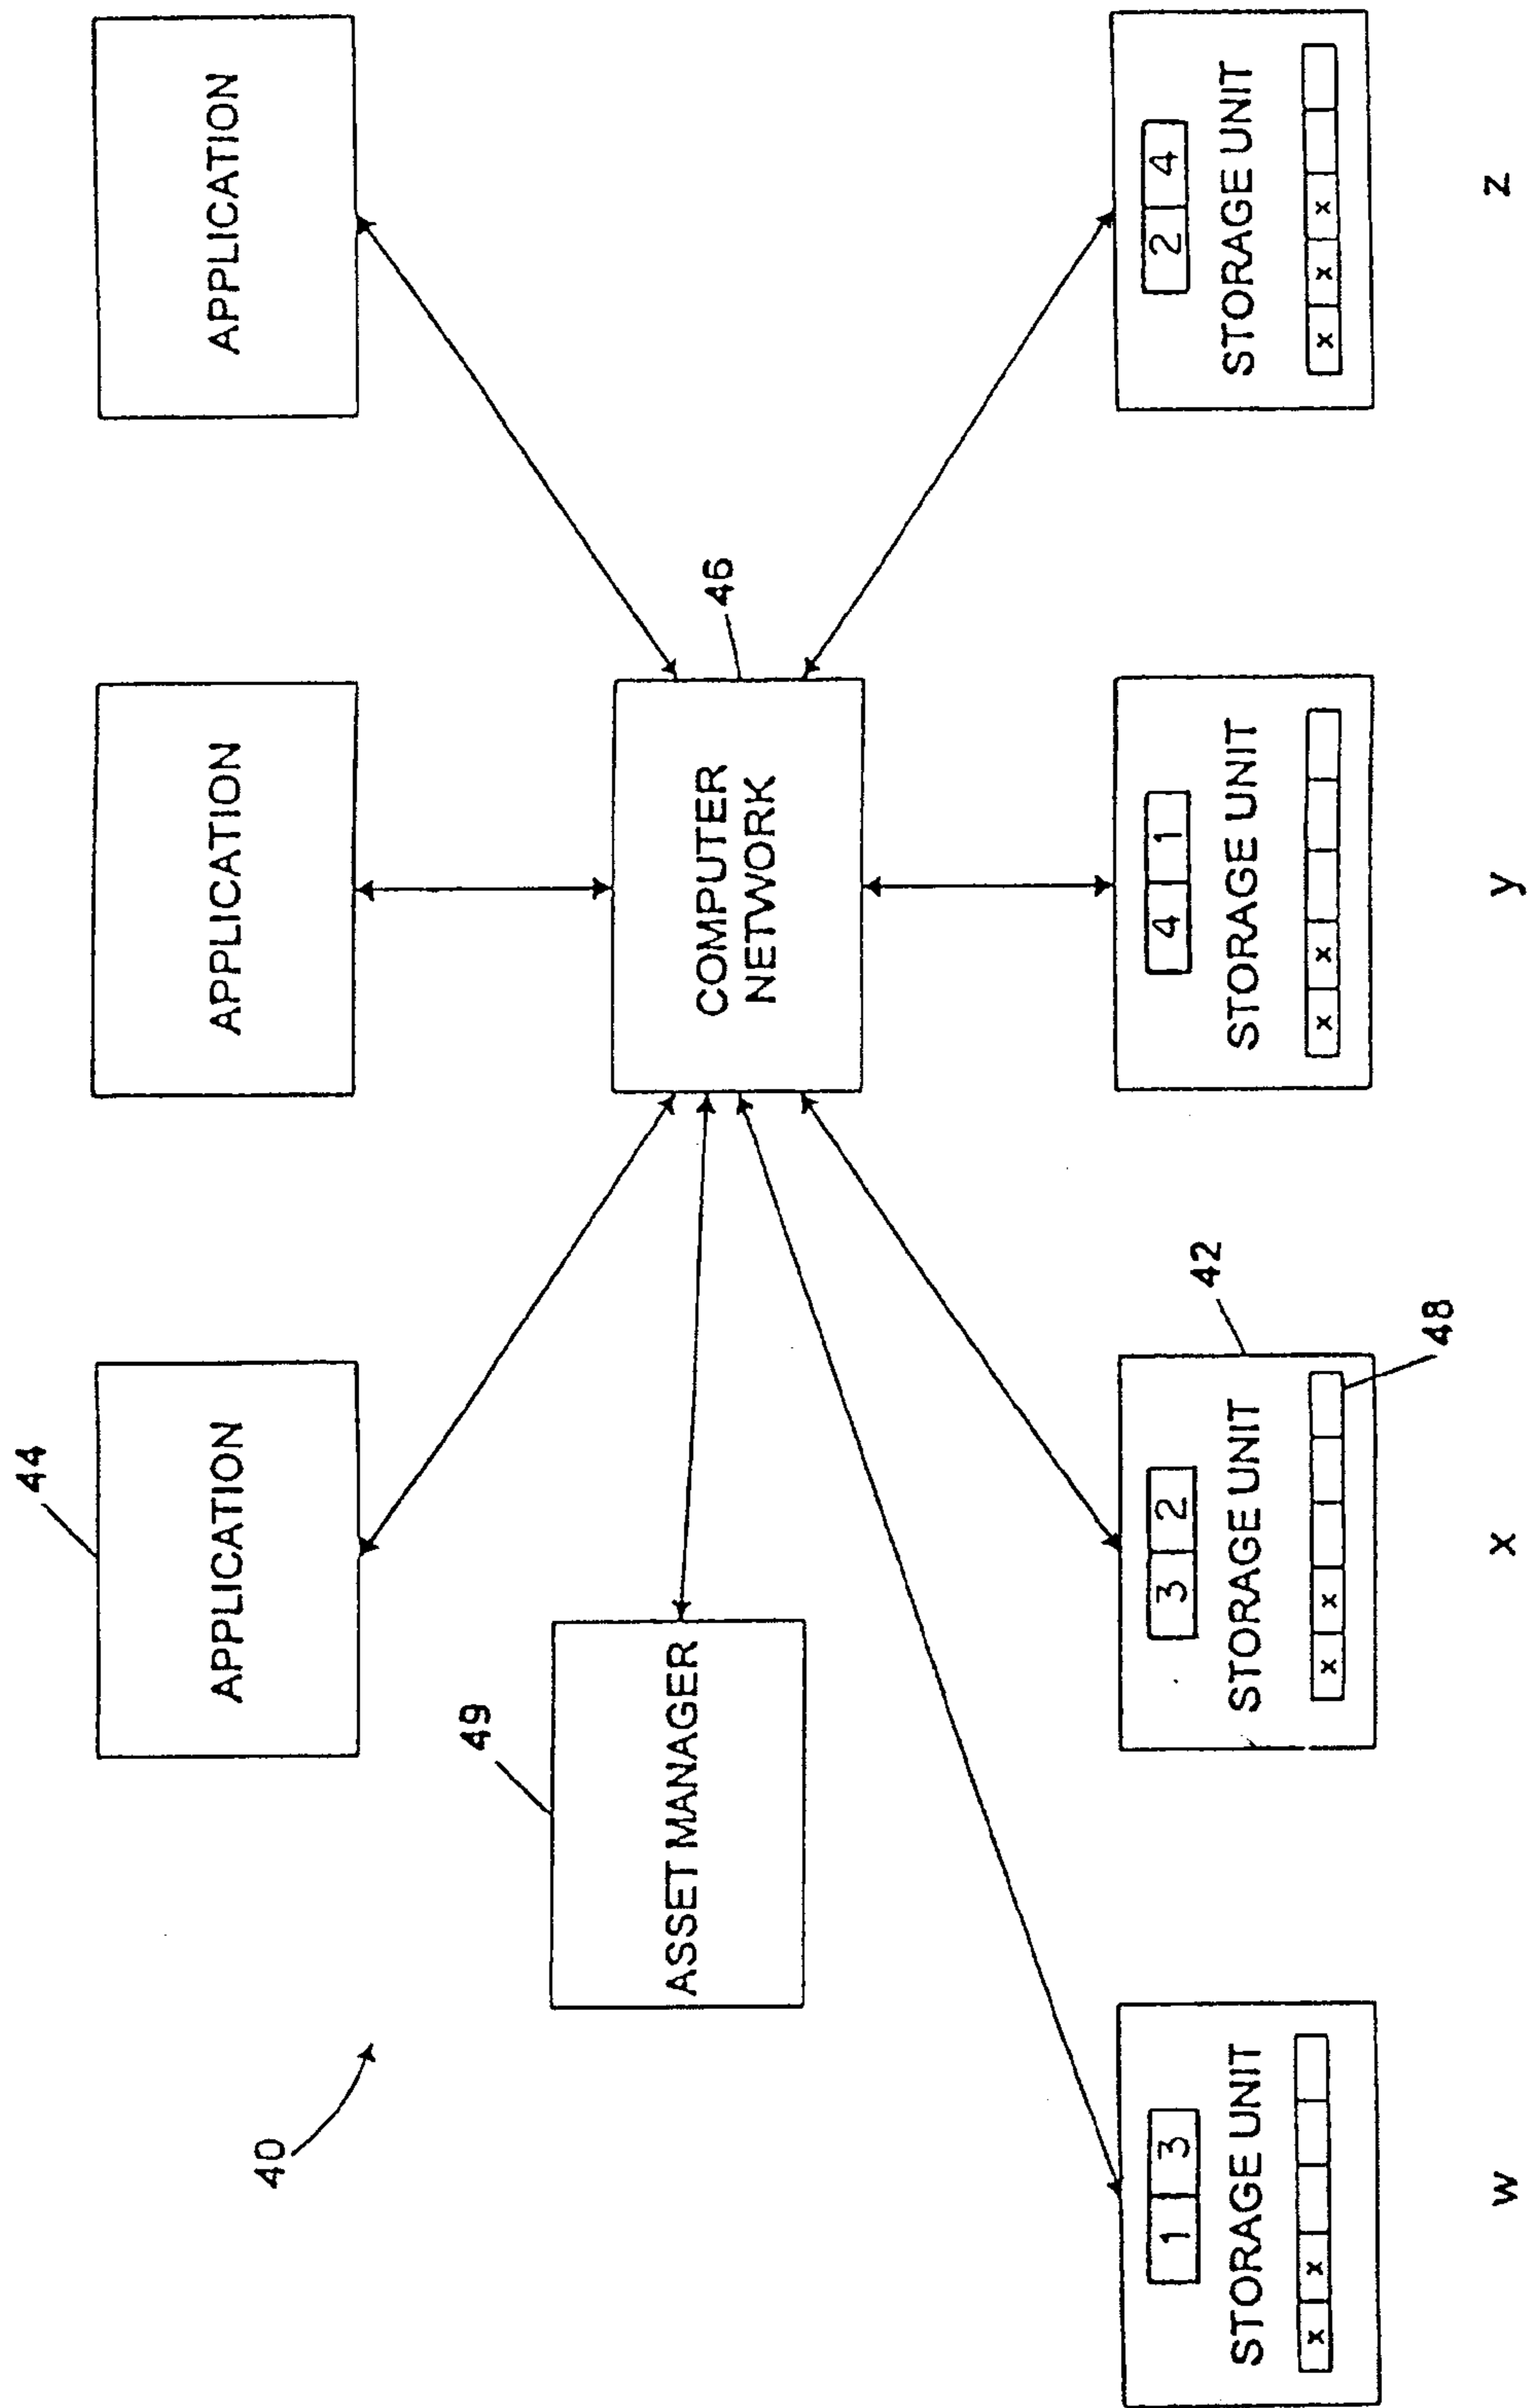 44
APPLICATION
APPLICATION
APPLICATION
40
49
ASSET MANAGER
COMPUTER
NETWORK
46
1 3
STORAGE UNIT
x x
w
3 2
STORAGE UNIT
x x
42
48
x
4 1
STORAGE UNIT
x x
y
2 4
STORAGE UNIT
x x x
z